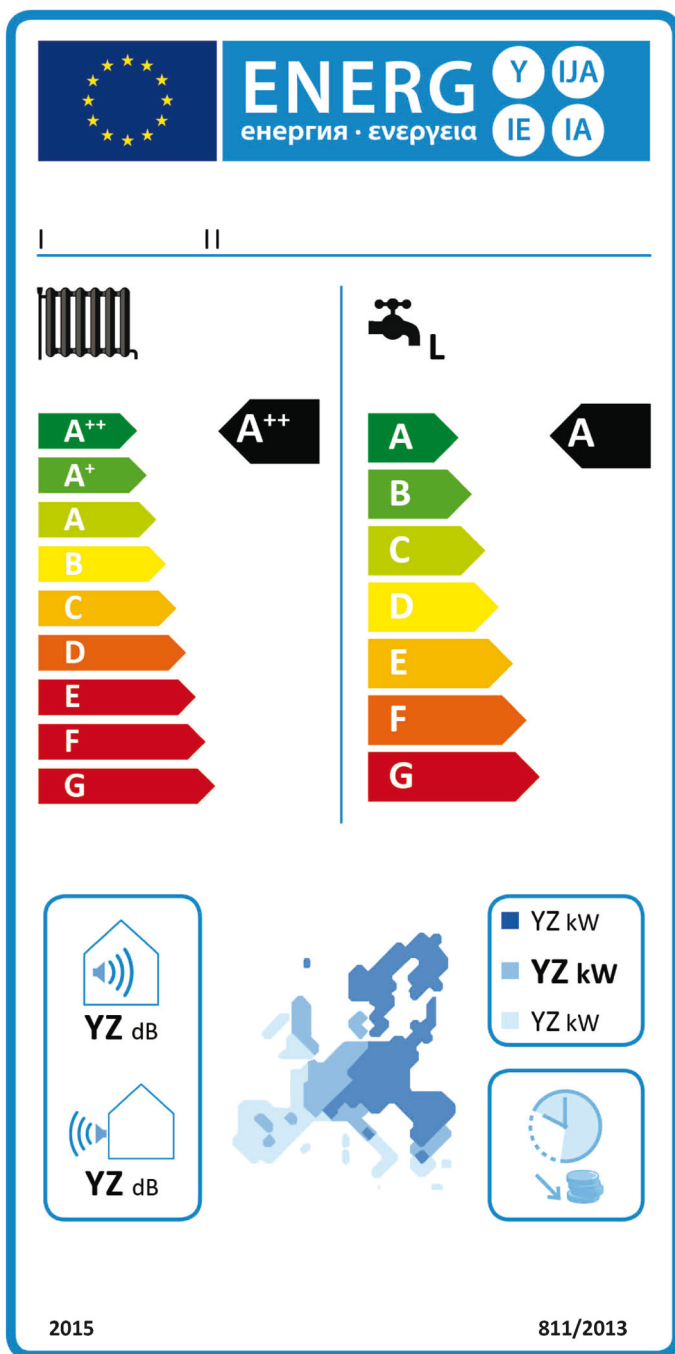 ENERG Y IJA
енергия · ενεργεια IE IA
I II
L
A++ A++
A+
A
B
C
D
E
F
G
A A
B
C
D
E
F
G
YZ dB
YZ dB
YZ kW
YZ kW
YZ kW
2015 811/2013